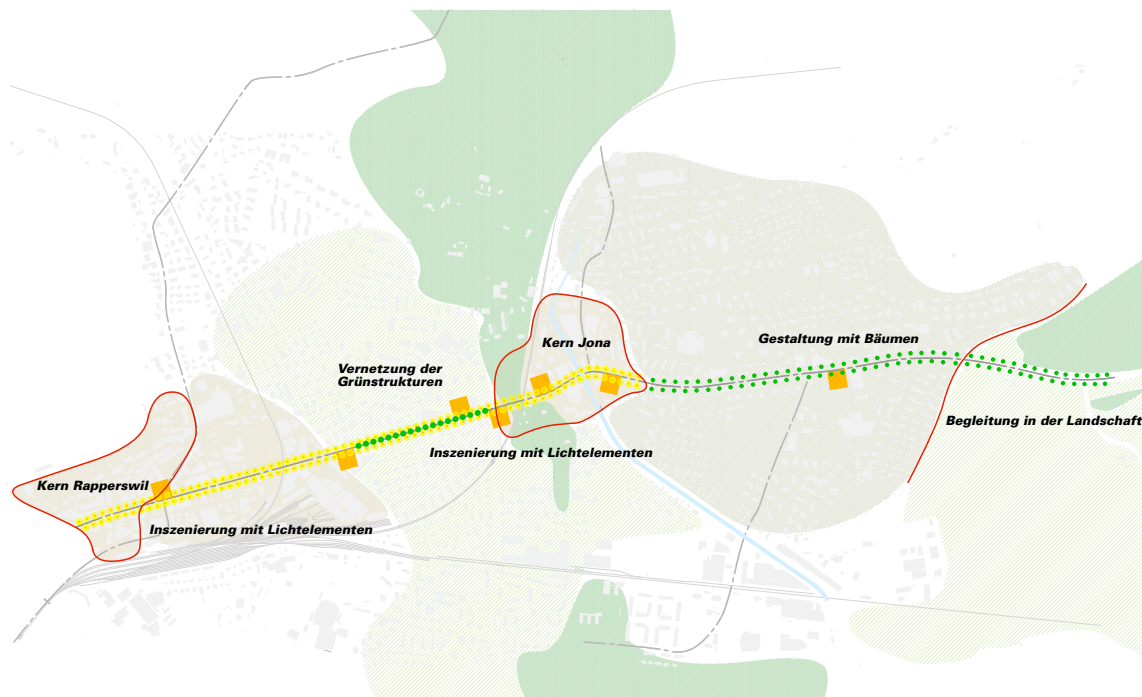 Gestaltung mit Bäumen
Kern Jona
Vernetzung der
Grünstrukturen
Begleitung in der Landschaft
Inszenierung mit Lichtelementen
Kern Rapperswil
Inszenierung mit Lichtelementen